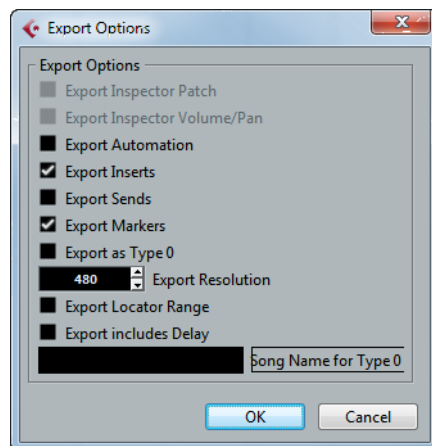 Export Options
Export Options
Export Inspector Patch
Export Inspector Volume/Pan
Export Automation
Export Inserts
Export Sends
Export Markers
Export as Type 0
480 Export Resolution
Export Locator Range
Export includes Delay
Song Name for Type 0
OK Cancel